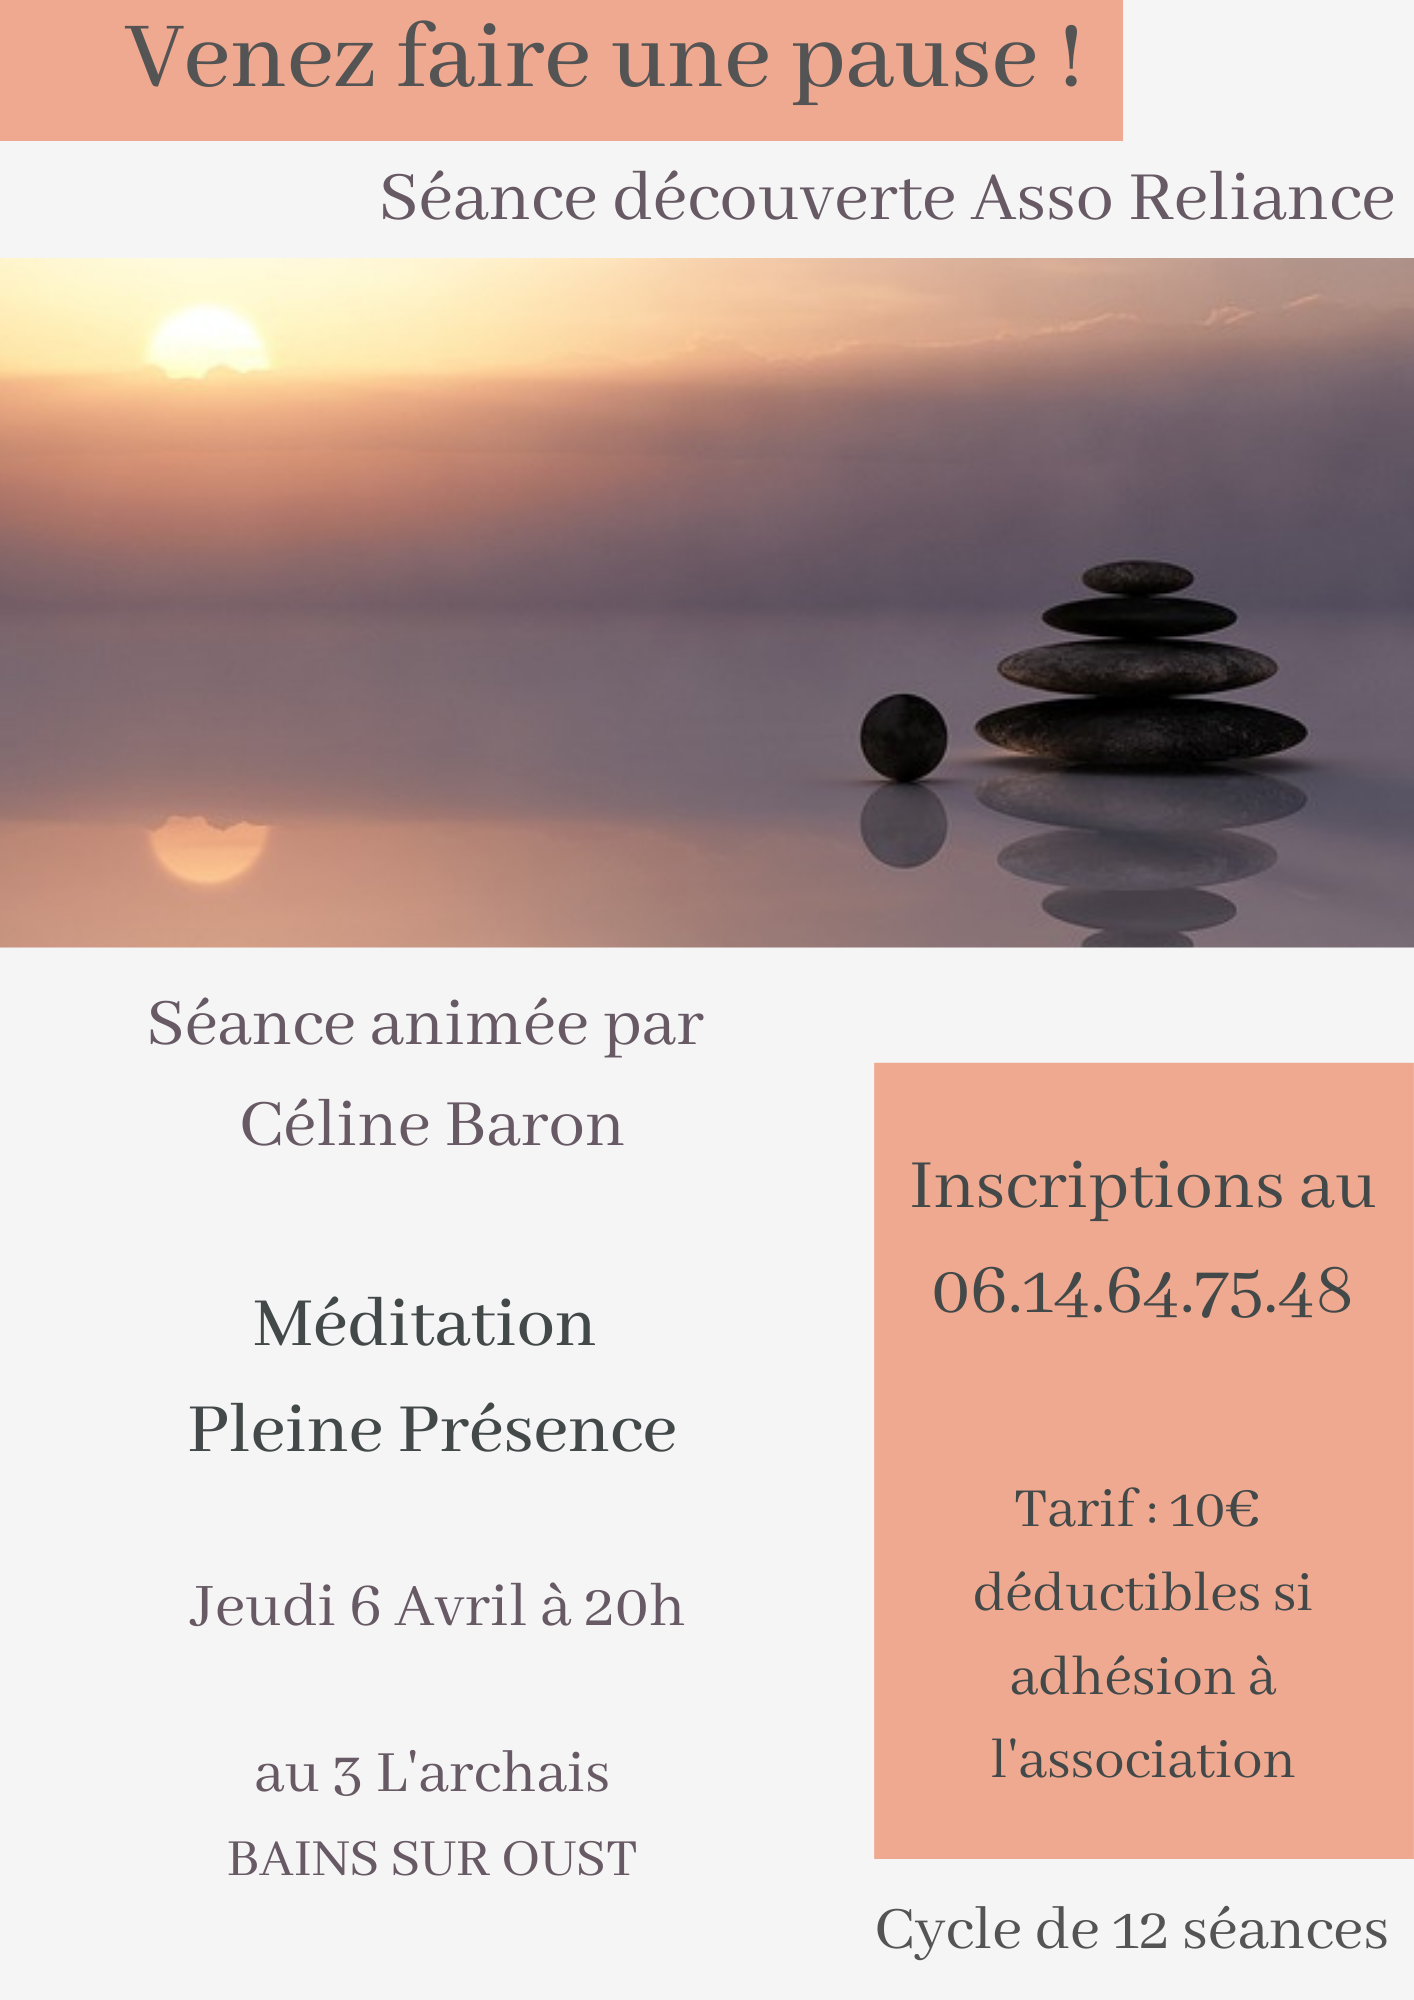 Venez faire une pause !
Séance découverte Asso Reliance
Séance animée par
Céline Baron
Méditation
Pleine Présence
Jeudi 6 Avril à 20h
au 3 L'archais
BAINS SUR OUST
Inscriptions au
06.14.64.75.48
Tarif : 10€
déductibles si
adhésion à
l'association
Cycle de 12 séances